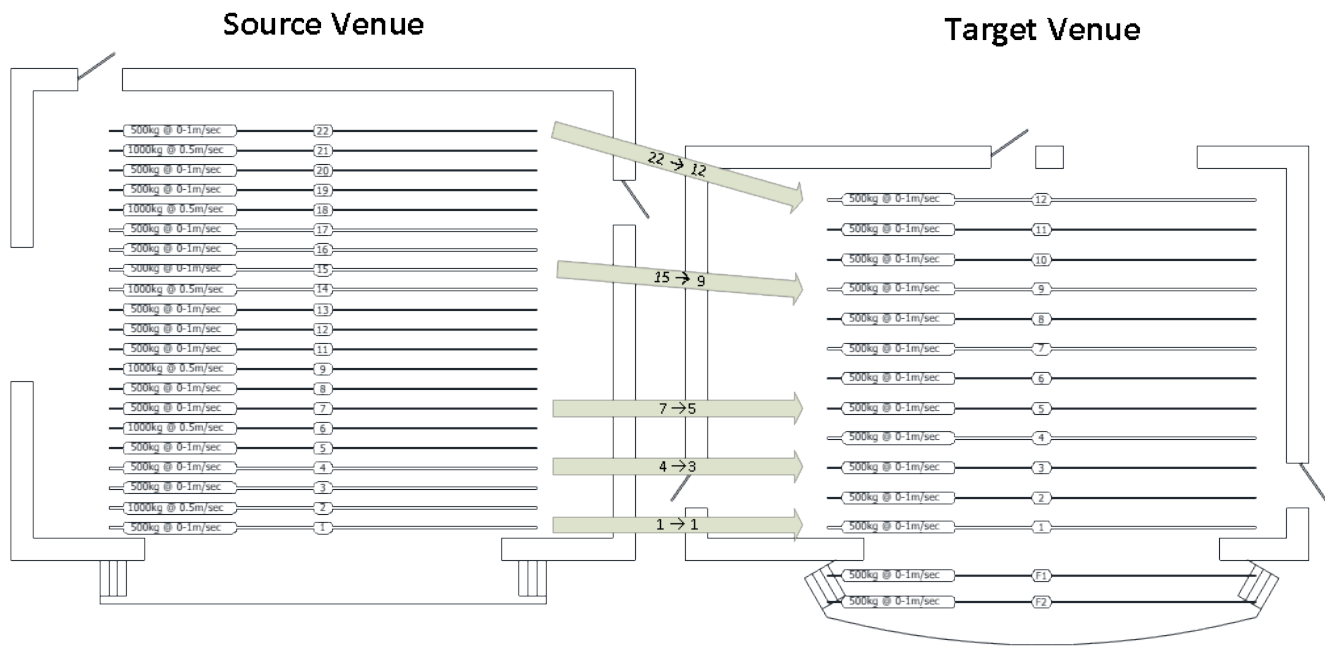 Source Venue
Target Venue
500kg @ 0-1m/sec 22
1000kg @ 0.5m/sec 21
500kg @ 0-1m/sec 20
500kg @ 0-1m/sec 19
1000kg @ 0.5m/sec 18
500kg @ 0-1m/sec 17
500kg @ 0-1m/sec 16
500kg @ 0-1m/sec 15
1000kg @ 0.5m/sec 14
500kg @ 0-1m/sec 13
500kg @ 0-1m/sec 12
500kg @ 0-1m/sec 11
1000kg @ 0.5m/sec 9
500kg @ 0-1m/sec 8
500kg @ 0-1m/sec 7
1000kg @ 0.5m/sec 6
500kg @ 0-1m/sec 5
500kg @ 0-1m/sec 4
500kg @ 0-1m/sec 3
1000kg @ 0.5m/sec 2
500kg @ 0-1m/sec 1
22 → 12
15 → 9
7 → 5
4 → 3
1 → 1
500kg @ 0-1m/sec 12
500kg @ 0-1m/sec 11
500kg @ 0-1m/sec 10
500kg @ 0-1m/sec 9
500kg @ 0-1m/sec 8
500kg @ 0-1m/sec 7
500kg @ 0-1m/sec 6
500kg @ 0-1m/sec 5
500kg @ 0-1m/sec 4
500kg @ 0-1m/sec 3
500kg @ 0-1m/sec 2
500kg @ 0-1m/sec 1
500kg @ 0-1m/sec F1
500kg @ 0-1m/sec F2